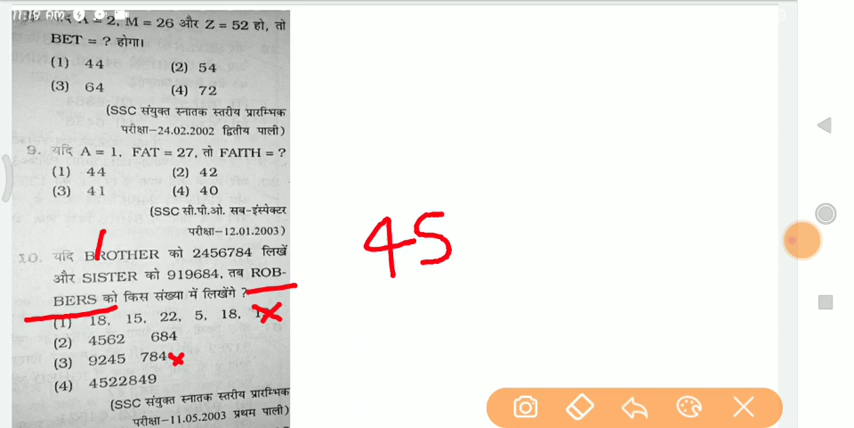 A = 2, M = 26 और Z = 52 हो, तो
BET = ? होगा।
(1) 44 (2) 54
(3) 64 (4) 72
(SSC संयुक्त स्नातक स्तरीय प्रारम्भिक
परीक्षा–24.02.2002 द्वितीय पाली)
9. यदि A = 1, FAT = 27, तो FAITH = ?
(1) 44 (2) 42
(3) 41 (4) 40
(SSC सी.पी.ओ. सब-इंस्पेक्टर
परीक्षा–12.01.2003)
10. यदि BROTHER को 2456784 लिखें
और SISTER को 919684, तब ROB-
BERS को किस संख्या में लिखेंगे ?
(1) 18, 15, 22, 5, 18,
(2) 4562 684
(3) 9245 784
(4) 4522849
(SSC संयुक्त स्नातक स्तरीय प्रारम्भिक
परीक्षा–11.05.2003 प्रथम पाली)
45